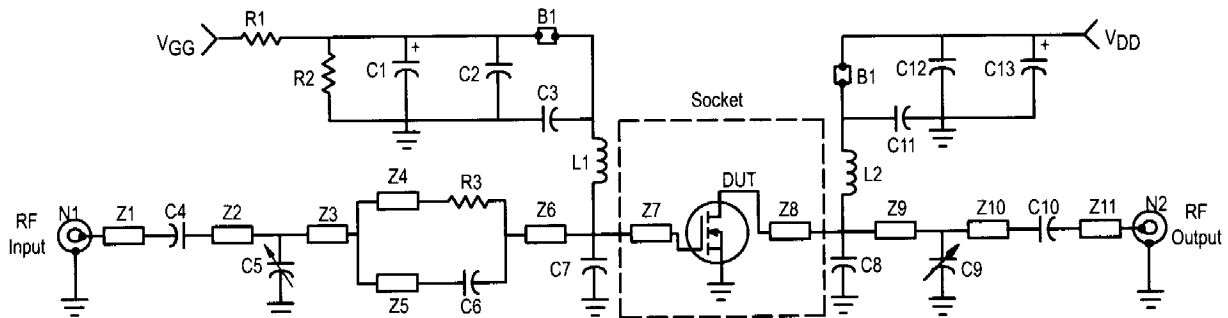 R1
V_GG
R2
C1
+
C2
B1
C3
L1
Socket
B1
C12
C13
+
V_DD
C11
L2
RF
Input
N1
Z1
C4
Z2
C5
Z3
Z4
R3
Z5
C6
Z6
C7
Z7
DUT
Z8
C8
Z9
C9
Z10
C10
Z11
N2
RF
Output